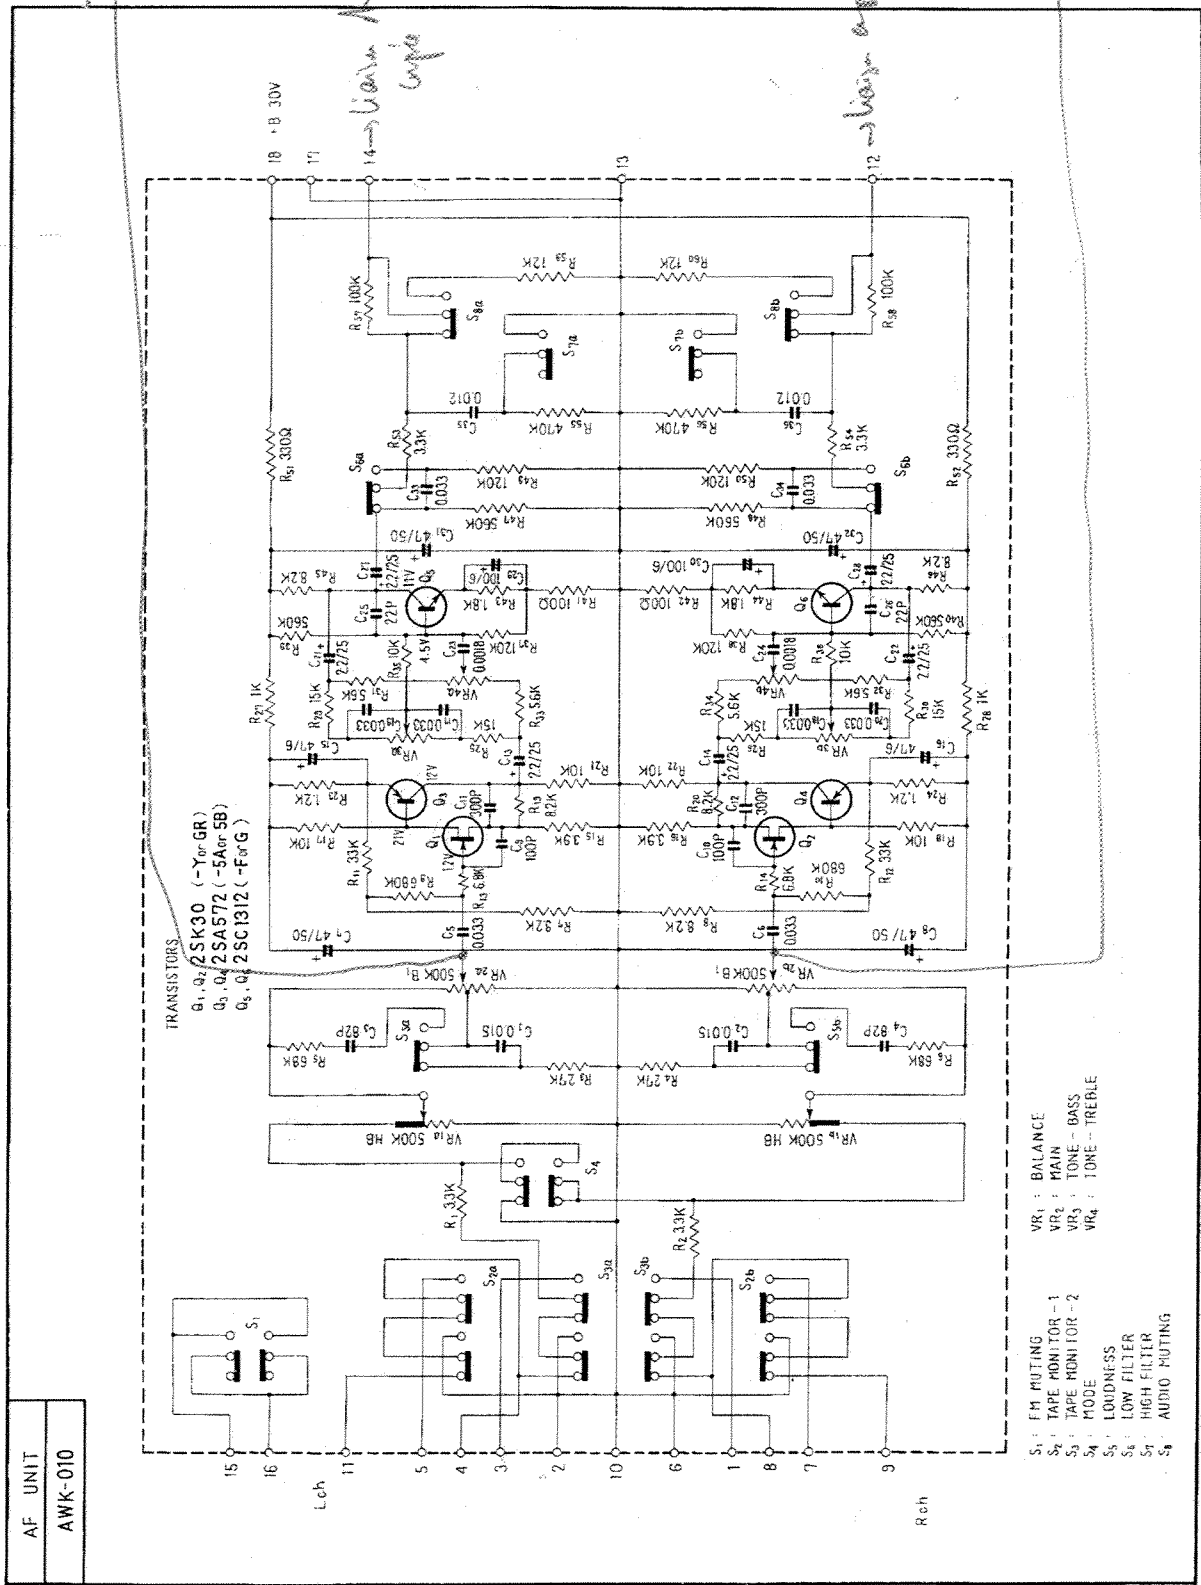 AF UNIT
AWK-010
TRANSISTORS
Q1, Q2 2SK30 (-Y or GR)
Q3, Q4 2SA572 (-5A or 5B)
Q5, Q6 2SC1312 (-F or G)
15
16
Lch
11
5
4
3
2
10
6
1
8
7
9
Rch
S1
S2a
S3a
S3b
S2b
R1 3.3K
R2 3.3K
S4
VR1a 500K HB
VR1b 500K HB
R5 68K
C3 82P
S5a
C1 0.015
R3 27K
R4 27K
C2 0.015
S5b
C4 82P
R6 68K
VR2a
500K B
VR2b
500K B
C7 47/50
C5
0.033
R7 8.2K
R8 8.2K
C6
0.033
C8 47/50
R11 33K
R9 680K
R13 6.8K
R14
6.8K
R10
680K
R12 33K
R17 10K
21V
12V
Q1
C9
100P
R15 3.9K
R16 3.9K
C10
100P
Q2
R18 10K
R23 1.2K
Q3
12V
C11
300P
R19
8.2K
R21 10K
R22 10K
R20
8.2K
C12
300P
Q4
R24 1.2K
C15 47/6
C13
2.2/25
C14
2.2/25
C16
47/6
R27 1K
R29 15K
C19 0.033
C17 0.033
VR3a
R25
15K
R33 5.6K
R34
5.6K
R26
15K
VR3b
C18 0.033
C20 0.033
R30
15K
R28 1K
R31 5.6K
VR4a
VR4b
R32
5.6K
C21
2.2/25
R35 10K
C23
0.0018
C24
0.0018
R36
10K
C22
2.2/25
R39
560K
C25
22P
4.5V
R37 120K
R38
120K
C26
22P
R40 560K
R45 8.2K
C27
2.2/25
11V
Q5
R43
1.8K
C29
100/6
R41 100Ω
R42 100Ω
R44
1.8K
C30 100/6
Q6
C28
2.2/25
R46
8.2K
C31 47/50
C32 47/50
R47 560K
R48
560K
S6a
C33
0.033
R49
120K
R50
120K
C34
0.033
S6b
R51 330Ω
R52 330Ω
R53
3.3K
R54
3.3K
C35
0.012
R55
470K
R56
470K
C36
0.012
S7a
S7b
S8a
S8b
R57 100K
R58 100K
R59
12K
R60 12K
18 +B 30V
17
14
13
12
S1 : FM MUTING
S2 : TAPE MONITOR-1
S3 : TAPE MONITOR-2
S4 : MODE
S5 : LOUDNESS
S6 : LOW FILTER
S7 : HIGH FILTER
S8 : AUDIO MUTING
VR1 : BALANCE
VR2 : MAIN
VR3 : TONE-BASS
VR4 : TONE-TREBLE